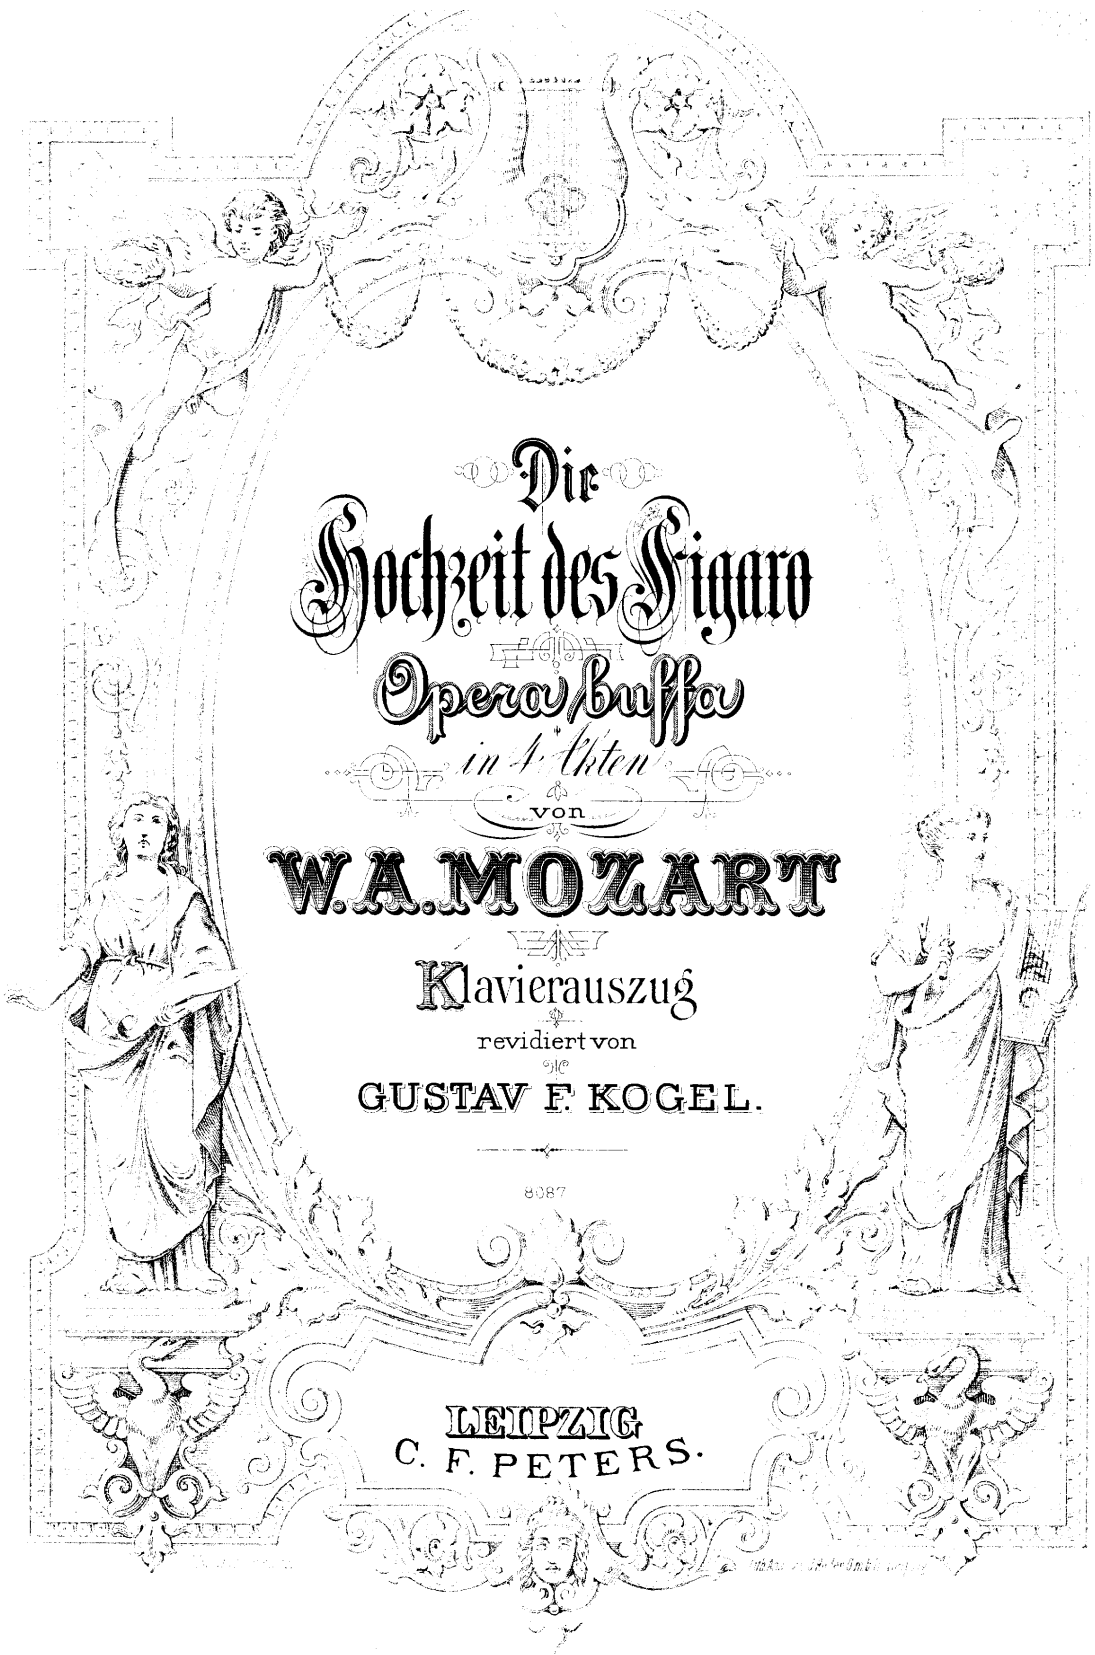 Die
Hochzeit des Figaro
Opera buffa
in 4 Akten
von
W. A. MOZART
Klavierauszug
revidiert von
GUSTAV F. KOGEL.
8087
LEIPZIG
C. F. PETERS.